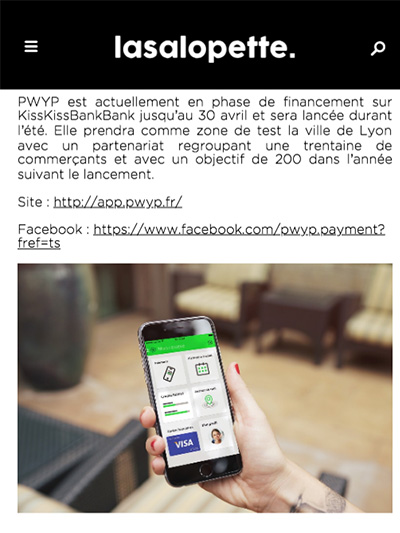 lasalopette.
PWYP est actuellement en phase de financement sur
KissKissBankBank jusqu'au 30 avril et sera lancée durant
l'été. Elle prendra comme zone de test la ville de Lyon
avec un partenariat regroupant une trentaine de
commerçants et avec un objectif de 200 dans l'année
suivant le lancement.
Site : http://app.pwyp.fr/
Facebook : https://www.facebook.com/pwyp.payment?
fref=ts
VISA